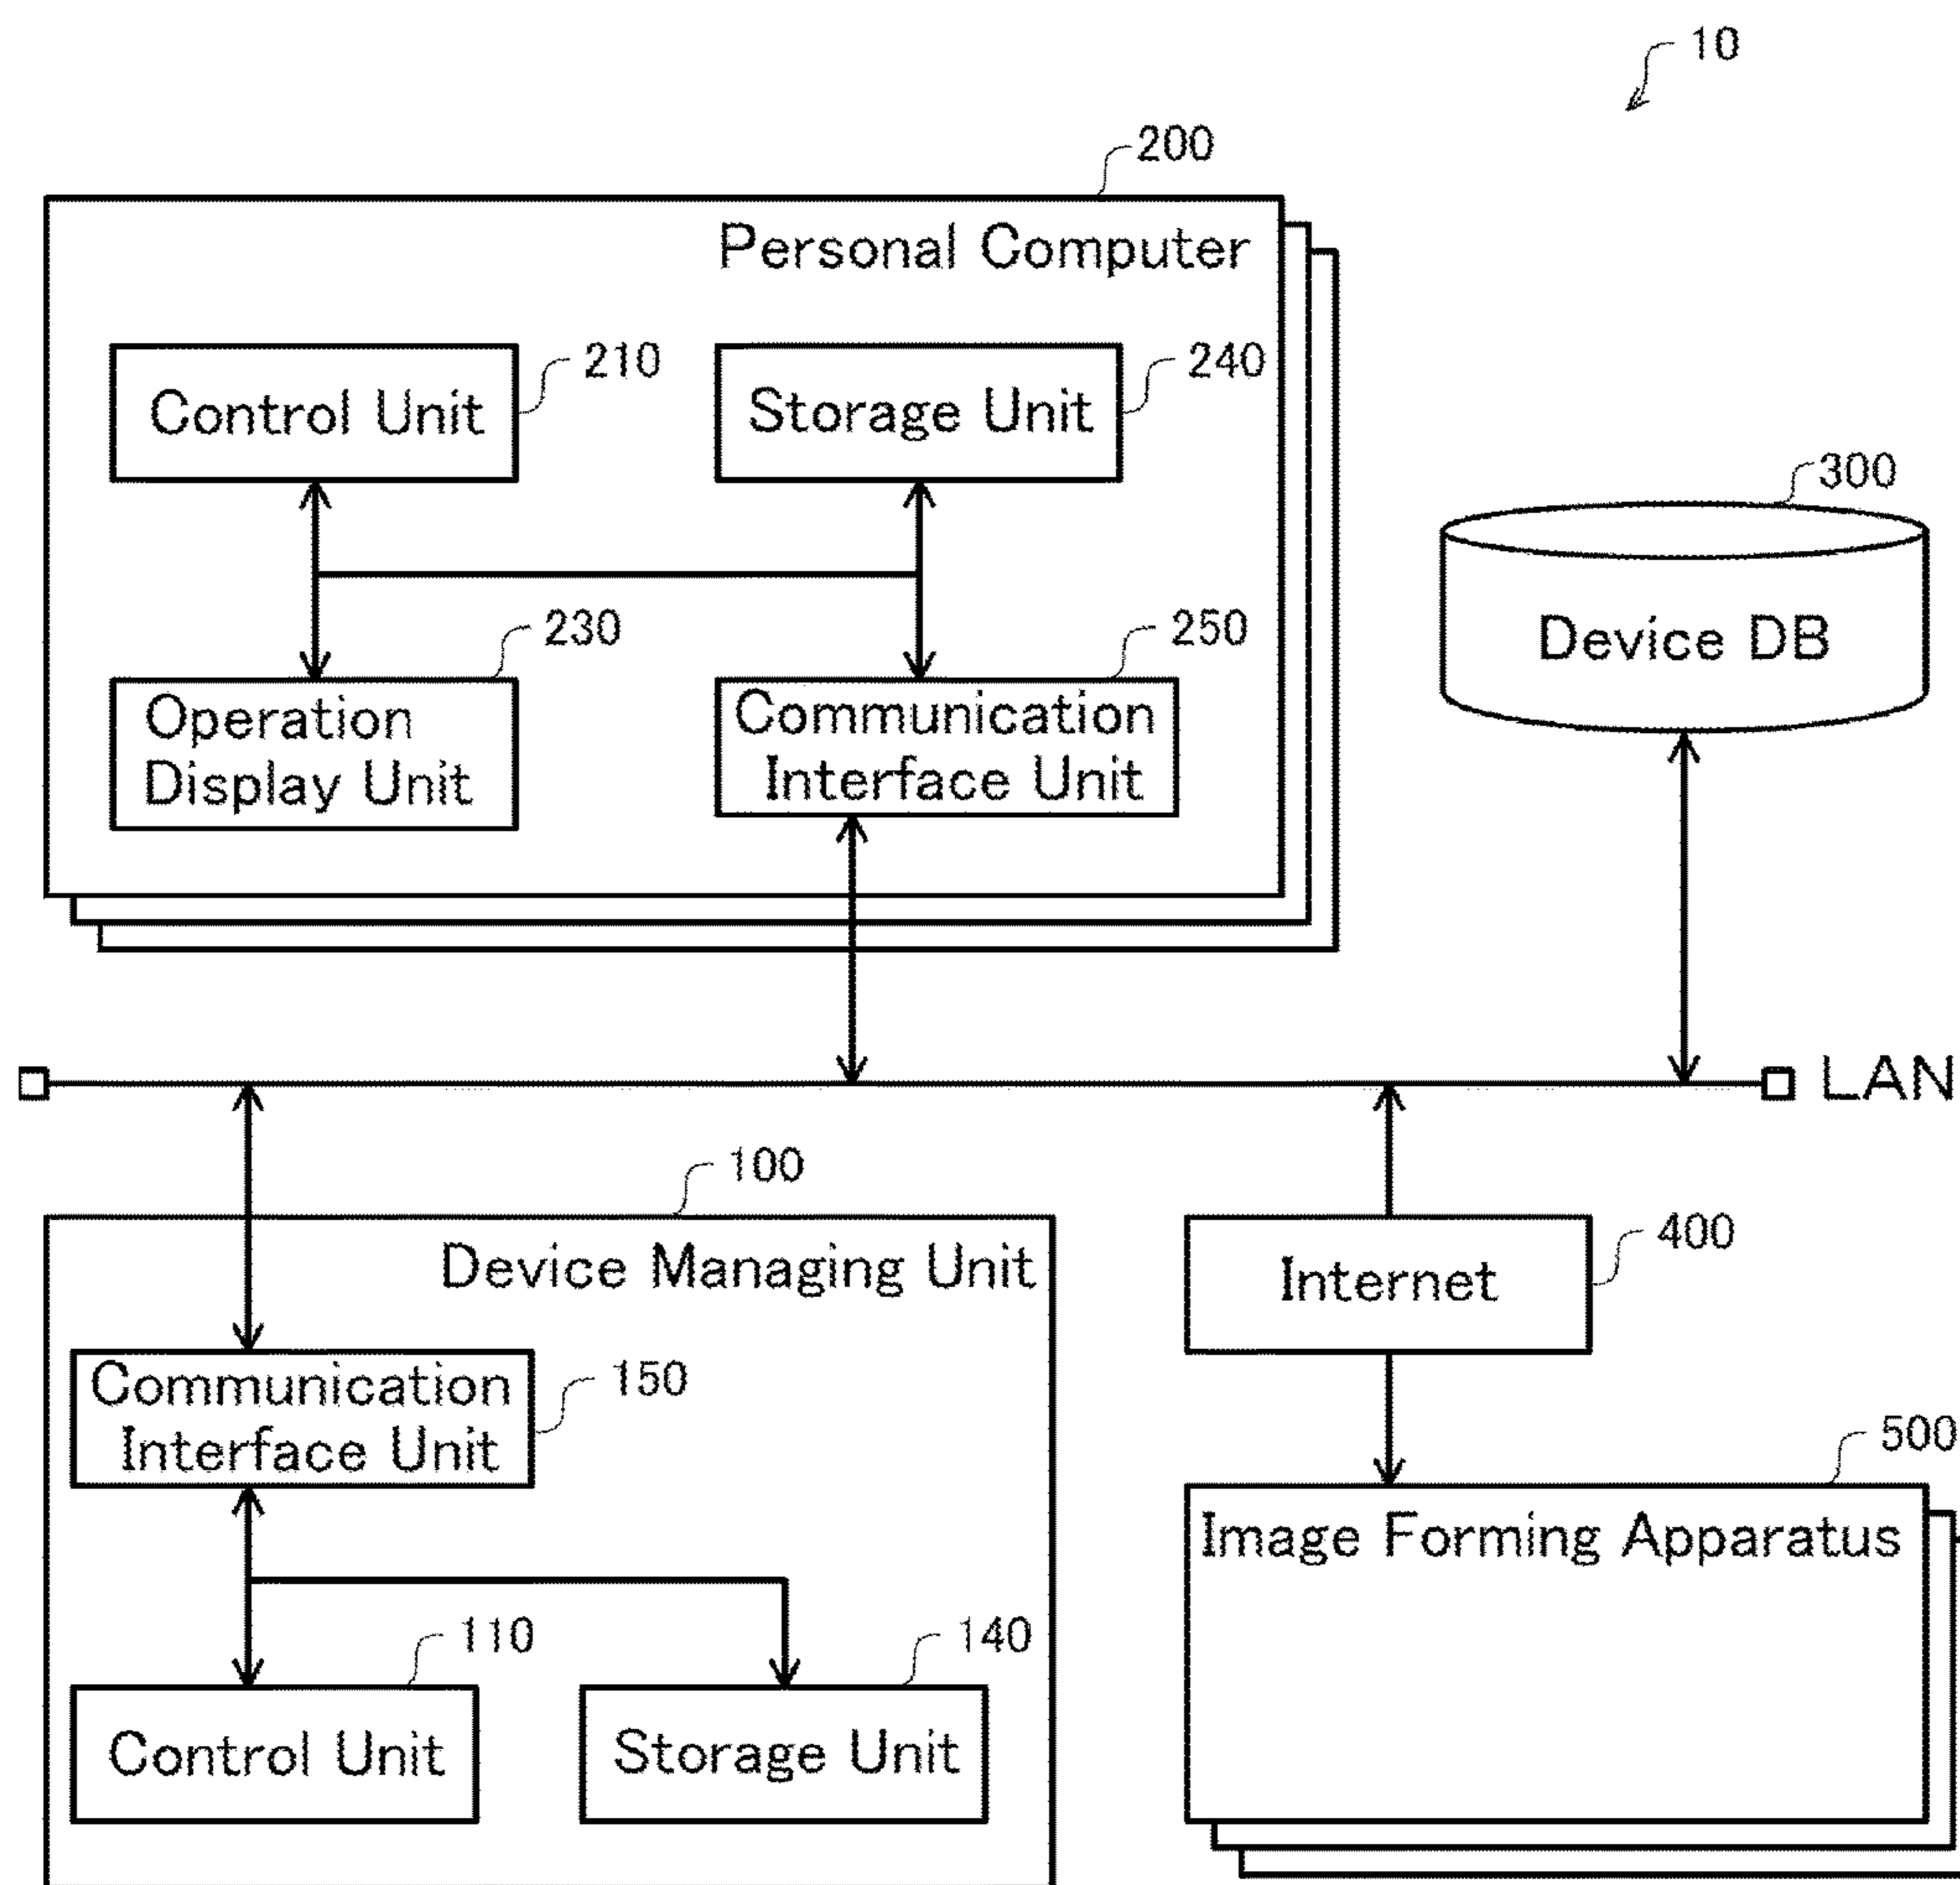 10
200
Personal Computer
210
240
Control Unit
Storage Unit
300
230
250
Device DB
Operation
Display Unit
Communication
Interface Unit
LAN
100
Device Managing Unit
400
Internet
Communication
Interface Unit
150
500
Image Forming Apparatus
110
140
Control Unit
Storage Unit